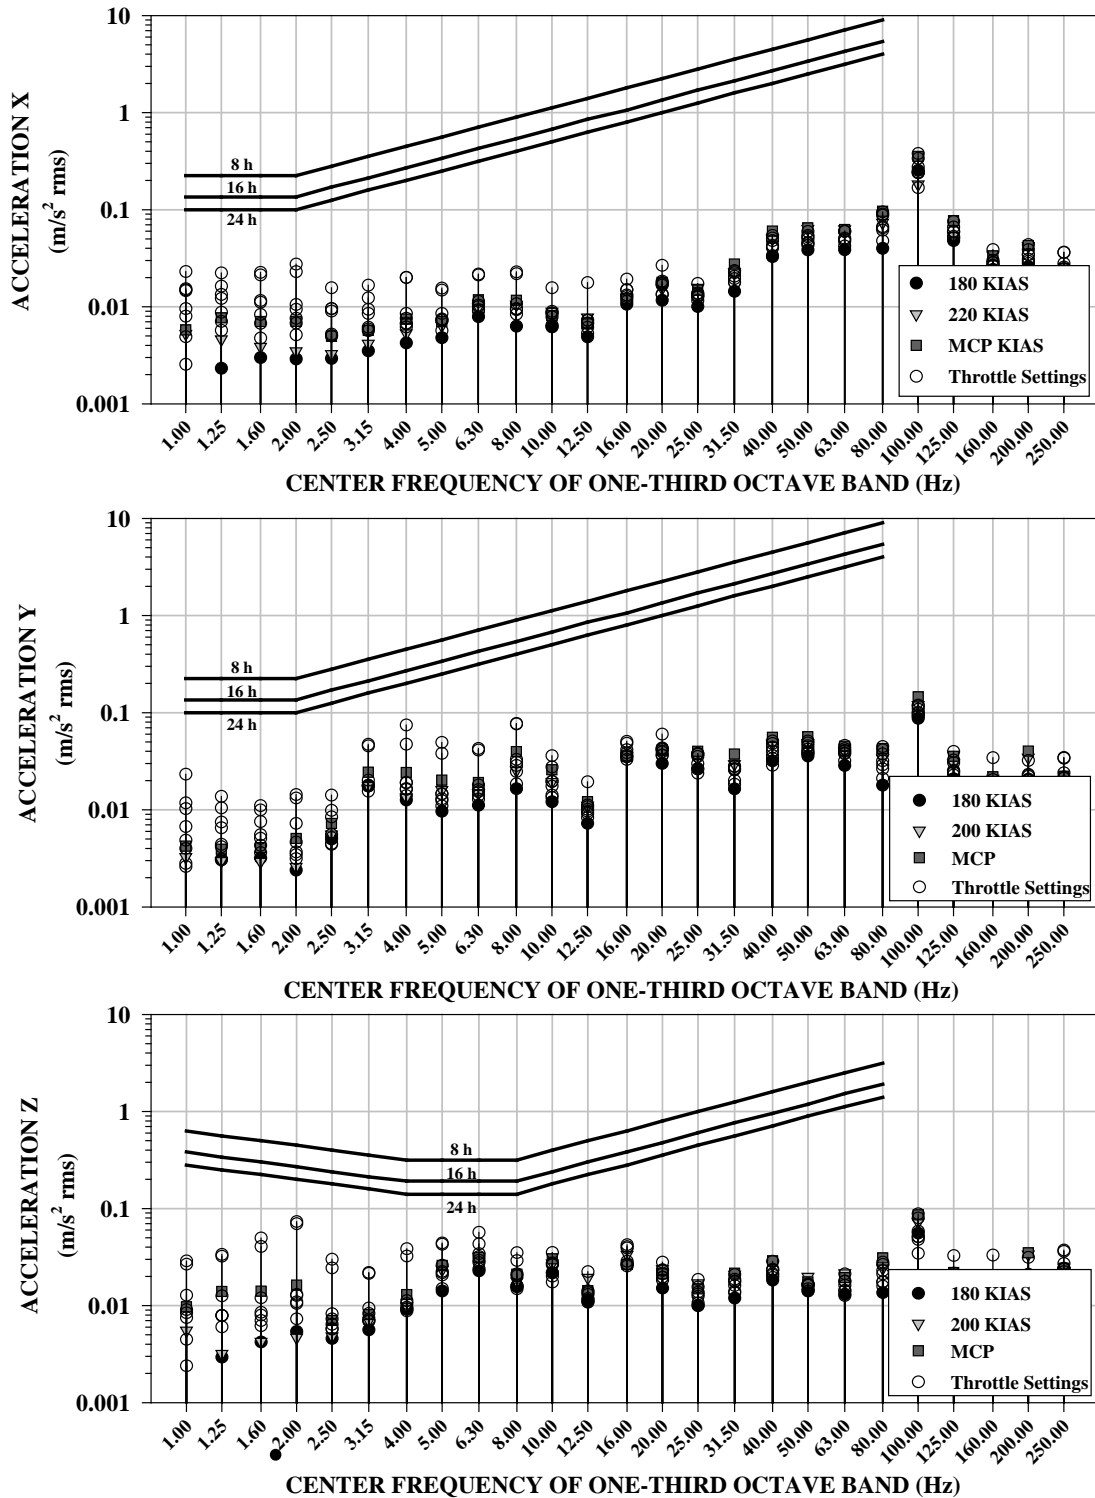 10
1
0.1
0.01
0.001
ACCELERATION X
(m/s² rms)
8 h
16 h
24 h
180 KIAS
220 KIAS
MCP KIAS
Throttle Settings
1.00 1.25 1.60 2.00 2.50 3.15 4.00 5.00 6.30 8.00 10.00 12.50 16.00 20.00 25.00 31.50 40.00 50.00 63.00 80.00 100.00 125.00 160.00 200.00 250.00
CENTER FREQUENCY OF ONE-THIRD OCTAVE BAND (Hz)
10
1
0.1
0.01
0.001
ACCELERATION Y
(m/s² rms)
8 h
16 h
24 h
180 KIAS
200 KIAS
MCP
Throttle Settings
1.00 1.25 1.60 2.00 2.50 3.15 4.00 5.00 6.30 8.00 10.00 12.50 16.00 20.00 25.00 31.50 40.00 50.00 63.00 80.00 100.00 125.00 160.00 200.00 250.00
CENTER FREQUENCY OF ONE-THIRD OCTAVE BAND (Hz)
10
1
0.1
0.01
0.001
ACCELERATION Z
(m/s² rms)
8 h
16 h
24 h
180 KIAS
200 KIAS
MCP
Throttle Settings
1.00 1.25 1.60 2.00 2.50 3.15 4.00 5.00 6.30 8.00 10.00 12.50 16.00 20.00 25.00 31.50 40.00 50.00 63.00 80.00 100.00 125.00 160.00 200.00 250.00
CENTER FREQUENCY OF ONE-THIRD OCTAVE BAND (Hz)